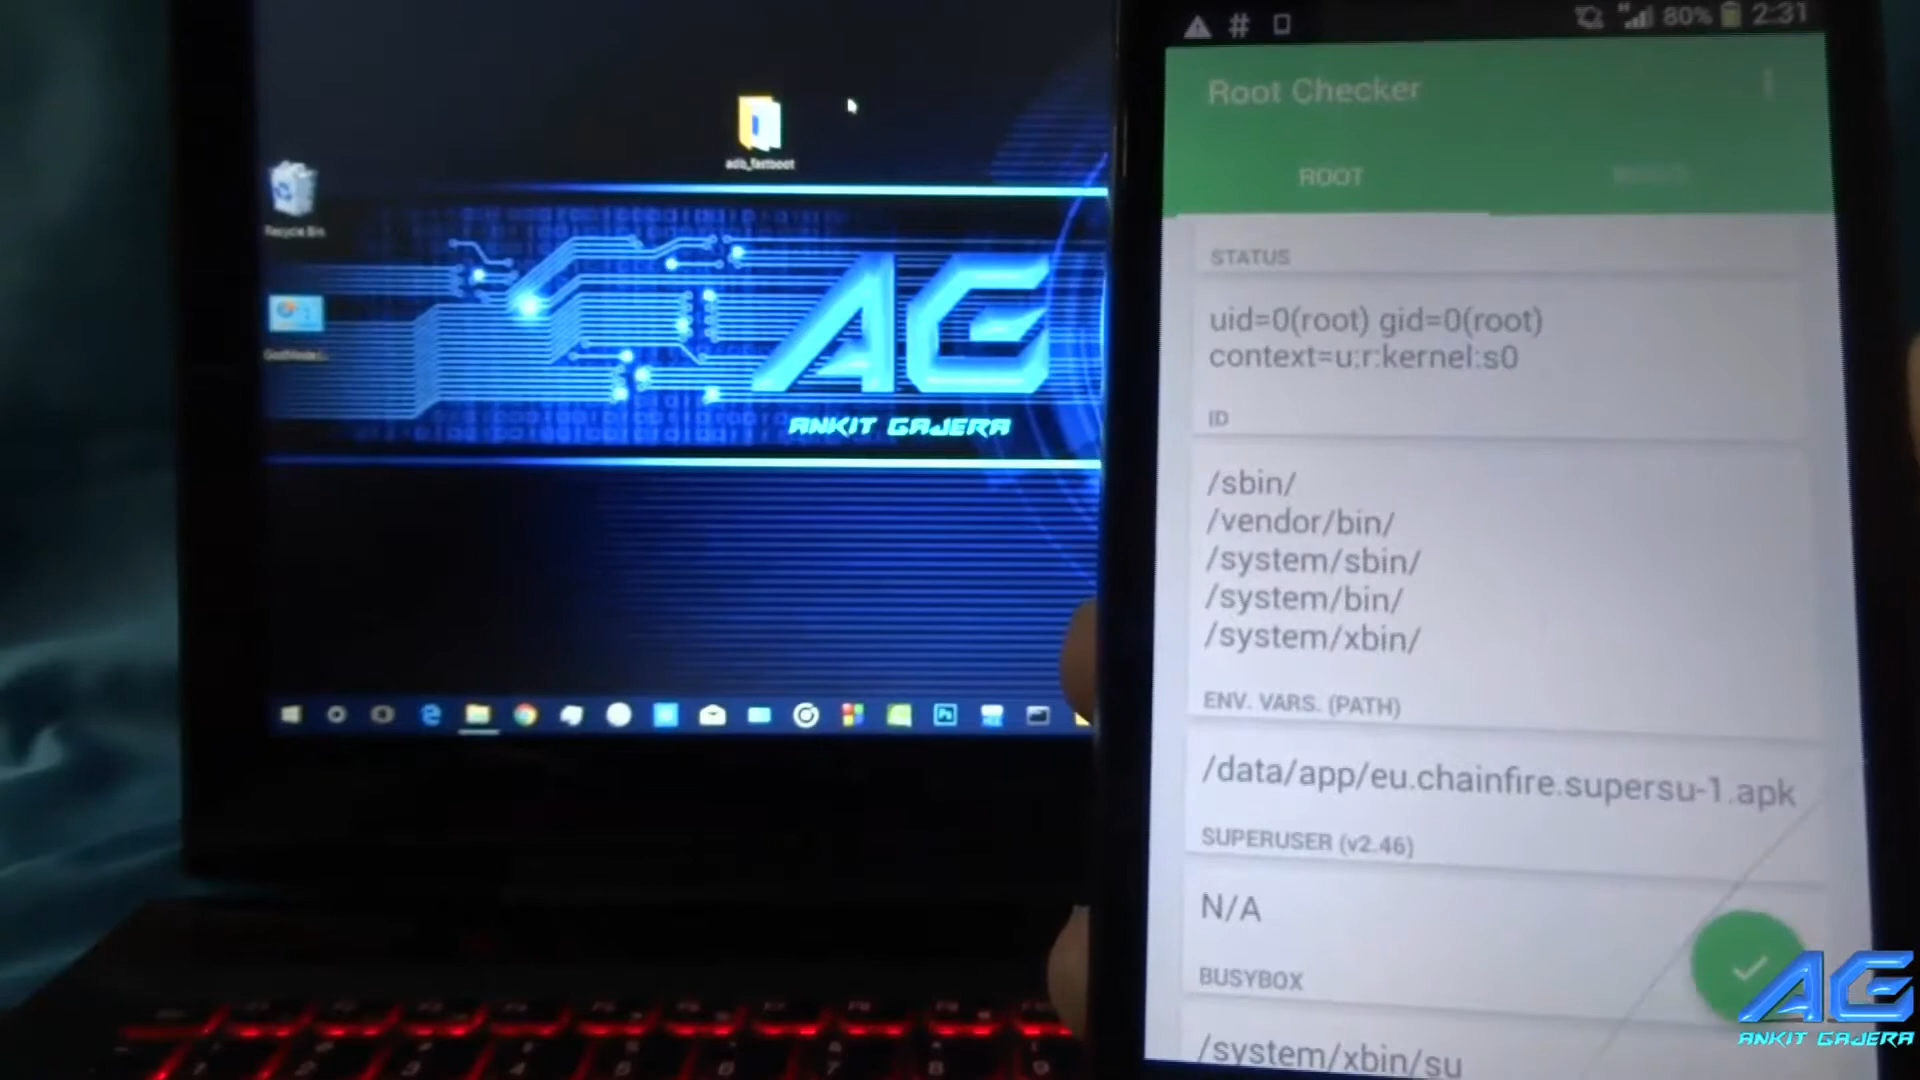 adb_fastboot
Recycle Bin
AG
ANKIT GAJERA
# 80% 2:31
Root Checker
ROOT
STATUS
uid=0(root) gid=0(root)
context=u:r:kernel:s0
ID
/sbin/
/vendor/bin/
/system/sbin/
/system/bin/
/system/xbin/
ENV. VARS. (PATH)
/data/app/eu.chainfire.supersu-1.apk
SUPERUSER (v2.46)
N/A
BUSYBOX
/system/xbin/su
AG
ANKIT GAJERA